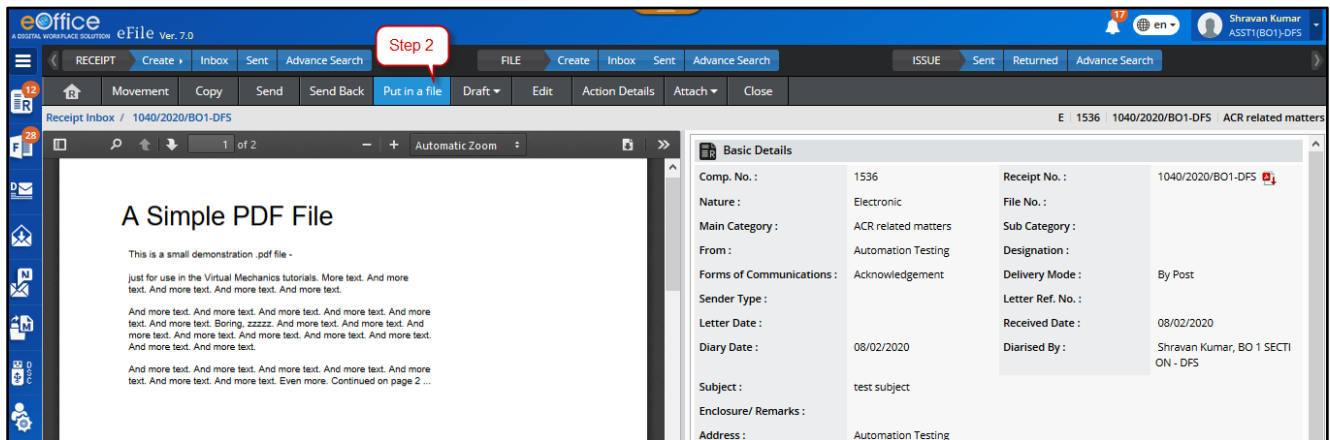 eOffice
A DIGITAL WORKPLACE SOLUTION eFile Ver. 7.0
17
en
Shravan Kumar
ASST1(BO1)-DFS
Step 2
RECEIPT Create Inbox Sent Advance Search FILE Create Inbox Sent Advance Search ISSUE Sent Returned Advance Search
12
R
R Movement Copy Send Send Back Put in a file Draft Edit Action Details Attach Close
Receipt Inbox / 1040/2020/BO1-DFS E 1536 1040/2020/BO1-DFS ACR related matters
28
F
1 of 2 − + Automatic Zoom
D
N
M
DSC
A Simple PDF File
This is a small demonstration .pdf file -
just for use in the Virtual Mechanics tutorials. More text. And more
text. And more text. And more text. And more text.
And more text. And more text. And more text. And more text. And more
text. And more text. Boring, zzzzz. And more text. And more text. And
more text. And more text. And more text. And more text. And more text.
And more text. And more text.
And more text. And more text. And more text. And more text. And more
text. And more text. And more text. Even more. Continued on page 2 ...
Basic Details
Comp. No. : 1536 Receipt No. : 1040/2020/BO1-DFS
Nature : Electronic File No. :
Main Category : ACR related matters Sub Category :
From : Automation Testing Designation :
Forms of Communications : Acknowledgement Delivery Mode : By Post
Sender Type : Letter Ref. No. :
Letter Date : Received Date : 08/02/2020
Diary Date : 08/02/2020 Diarised By : Shravan Kumar, BO 1 SECTI
ON - DFS
Subject : test subject
Enclosure/ Remarks :
Address : Automation Testing